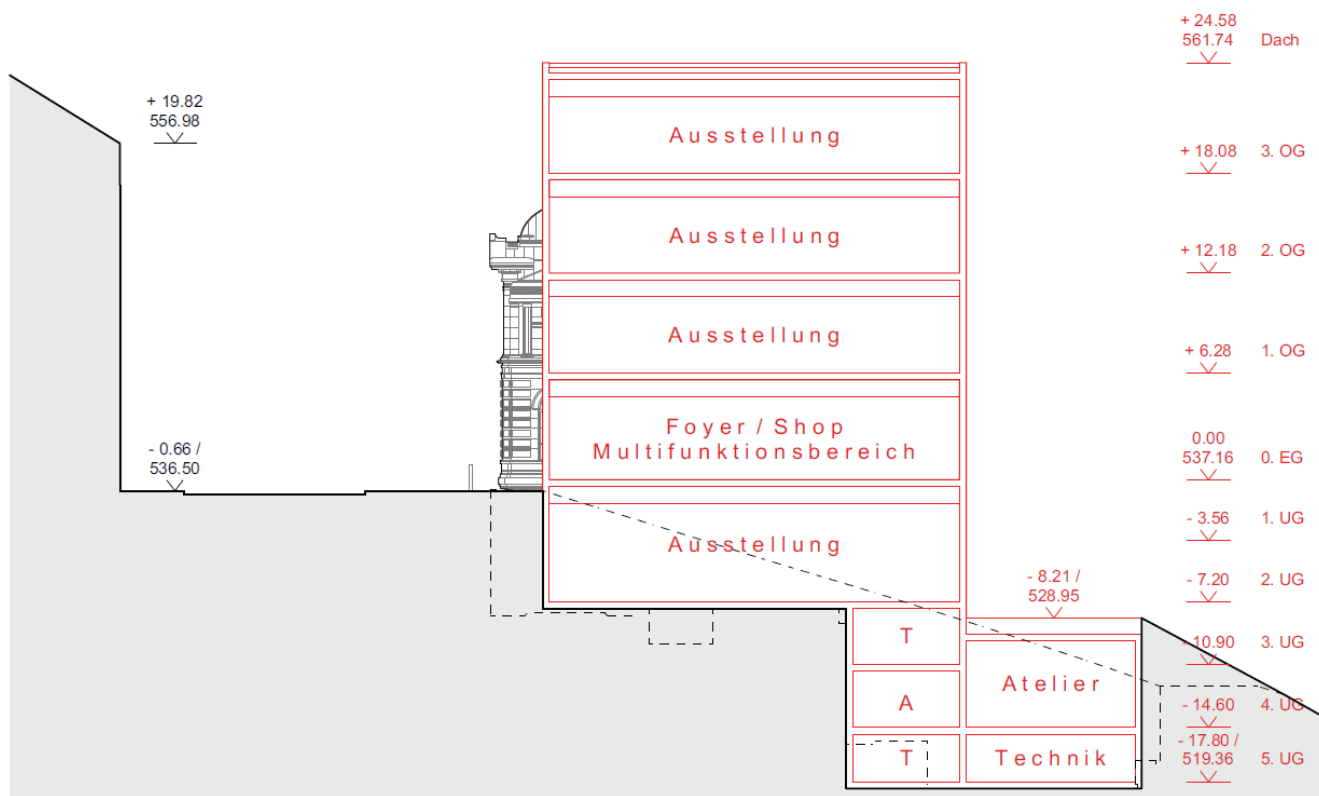 + 24.58
561.74 Dach
+ 19.82
556.98
Ausstellung
+ 18.08 3. OG
Ausstellung
+ 12.18 2. OG
Ausstellung
+ 6.28 1. OG
Foyer / Shop
Multifunktionsbereich
- 0.66 /
536.50
0.00
537.16 0. EG
- 3.56 1. UG
Ausstellung
- 8.21 /
528.95
- 7.20 2. UG
T
- 10.90 3. UG
Atelier
A
- 14.60 4. UG
- 17.80 /
519.36 5. UG
T
Technik